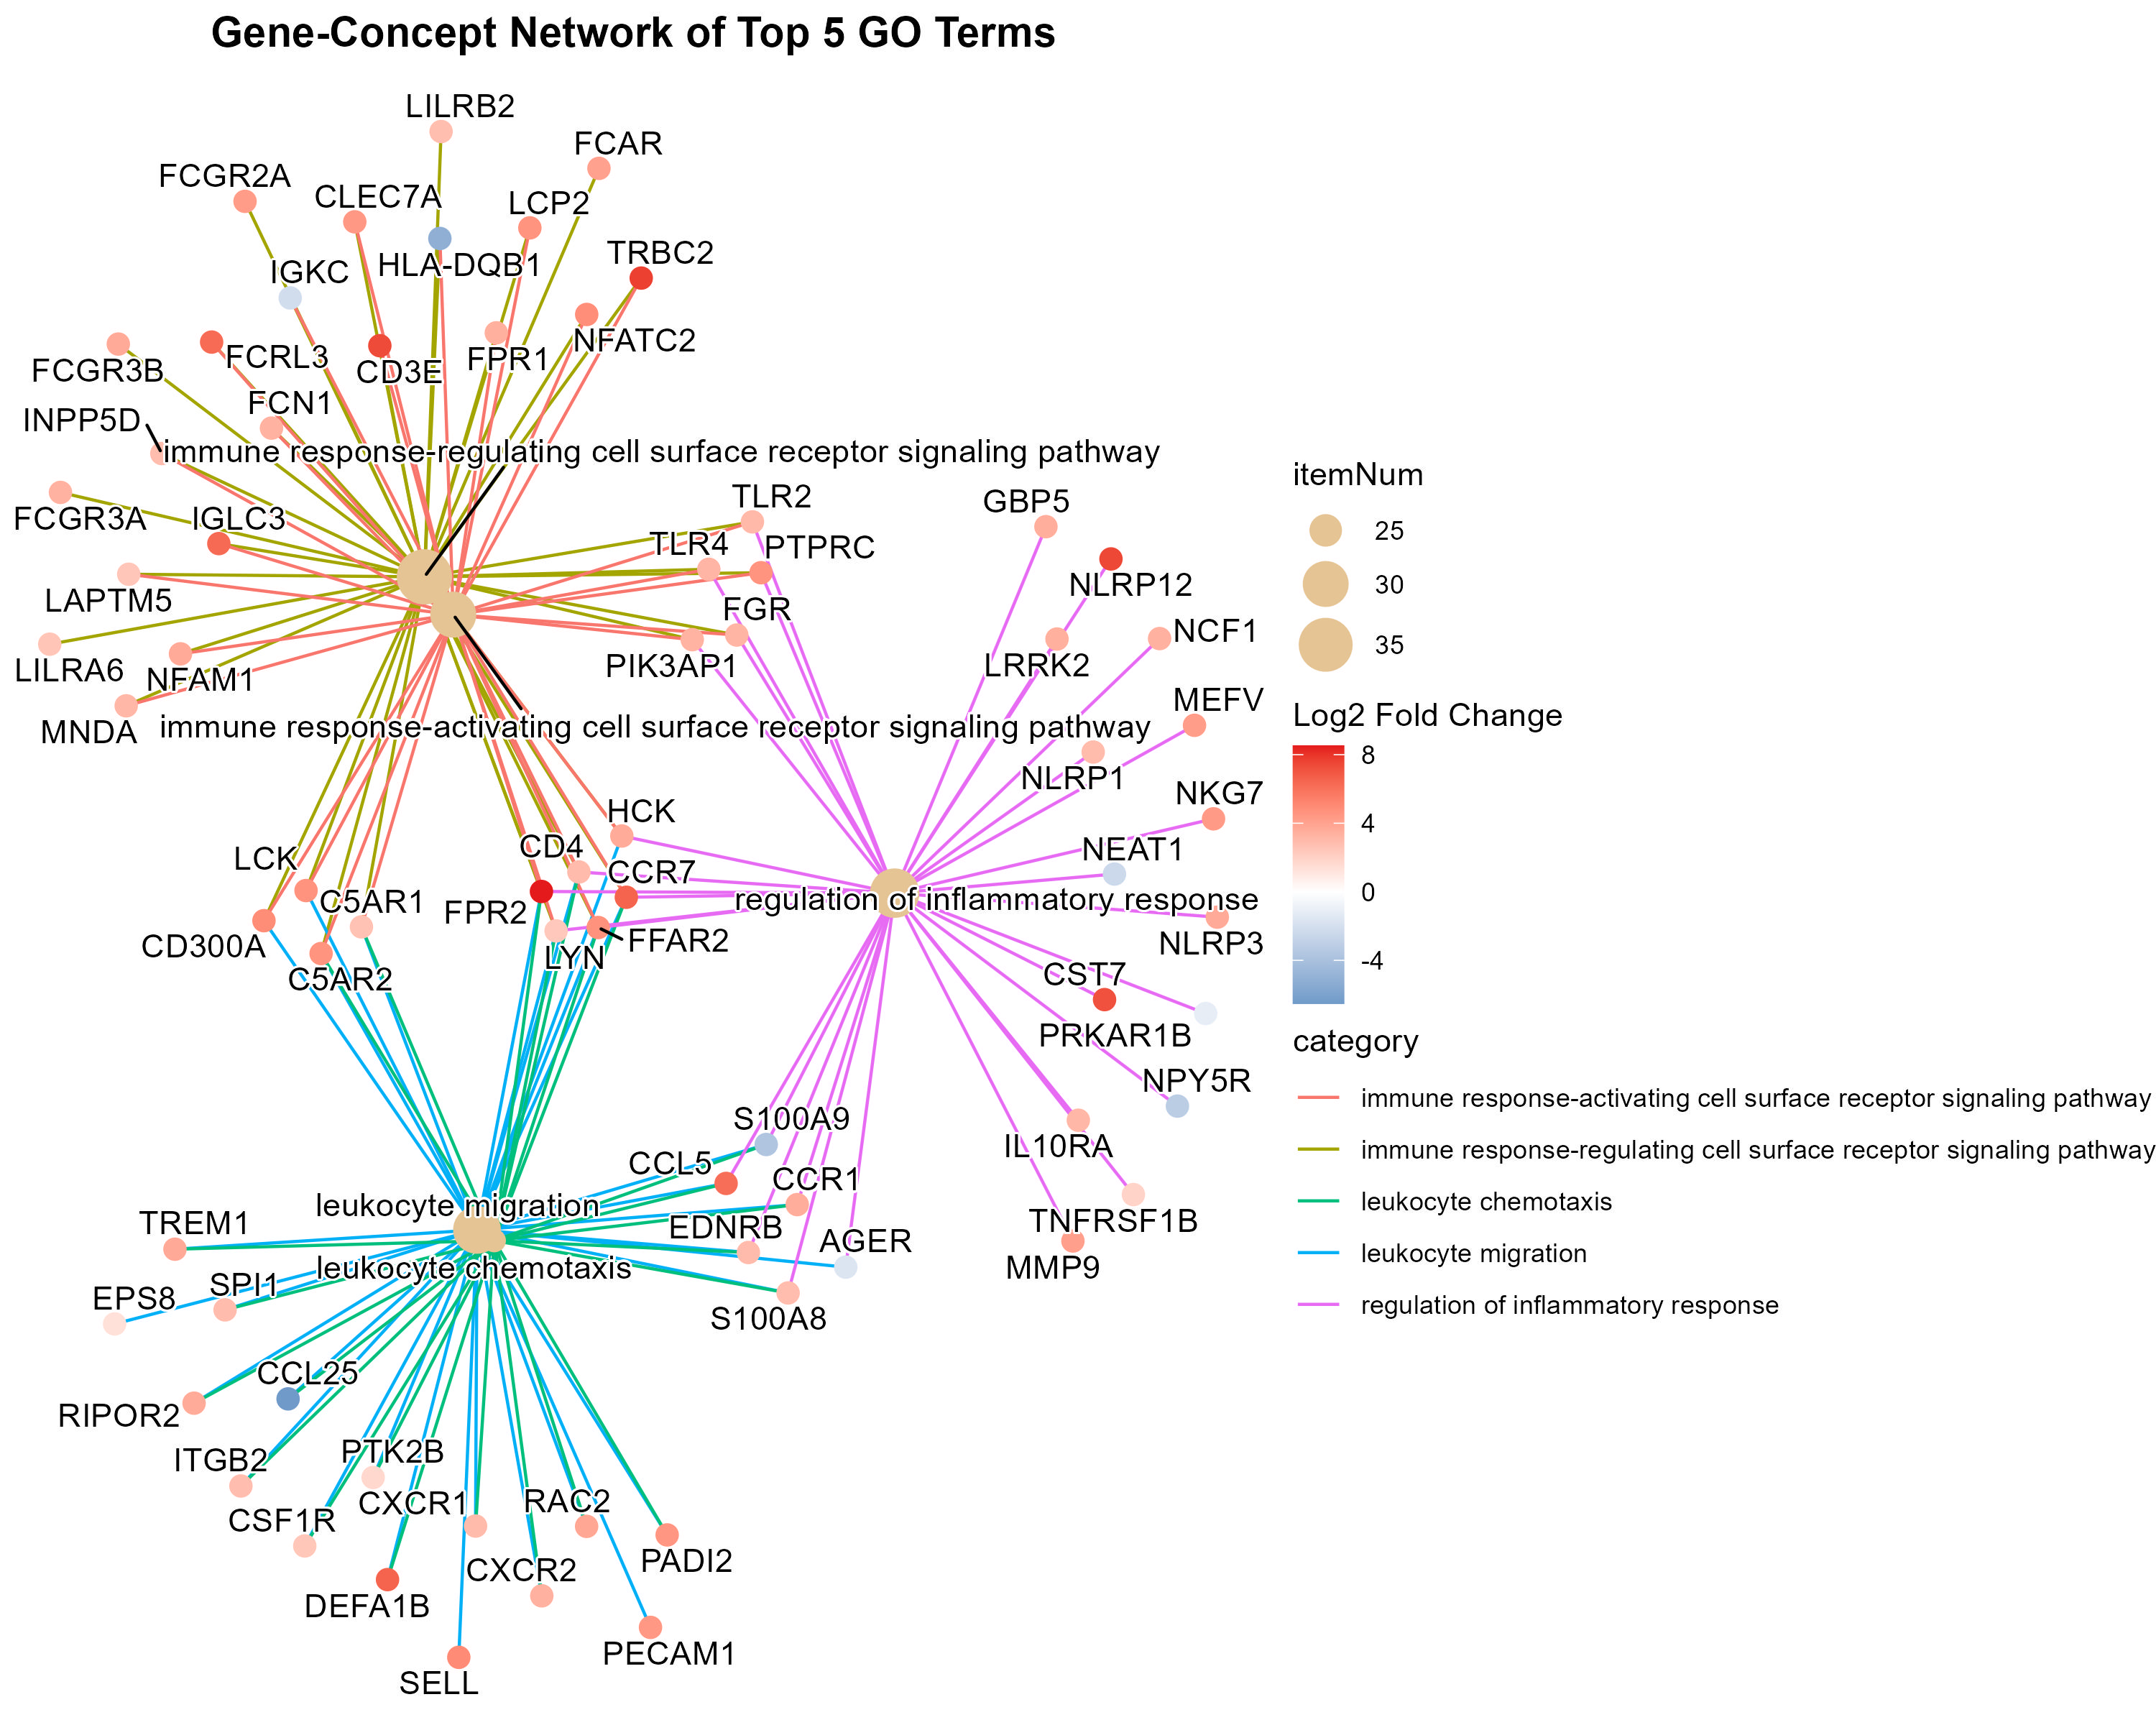 Gene-Concept Network of Top 5 GO Terms
LILRB2
FCAR
FCGR2A
CLEC7A
LCP2
TRBC2
HLA-DQB1
IGKC
NFATC2
FCRL3
FPR1
FCGR3B
CD3E
FCN1
INPP5D
immune response-regulating cell surface receptor signaling pathway
TLR2
GBP5
FCGR3A
IGLC3
TLR4
PTPRC
NLRP12
LAPTM5
FGR
NCF1
LILRA6
NFAM1
PIK3AP1
LRRK2
MEFV
MNDA
immune response-activating cell surface receptor signaling pathway
NLRP1
NKG7
HCK
CD4
NEAT1
LCK
CCR7
C5AR1
regulation of inflammatory response
FPR2
CD300A
FFAR2
NLRP3
LYN
C5AR2
CST7
PRKAR1B
NPY5R
S100A9
IL10RA
CCL5
CCR1
leukocyte migration
TREM1
EDNRB
TNFRSF1B
AGER
leukocyte chemotaxis
MMP9
SPI1
EPS8
S100A8
CCL25
RIPOR2
PTK2B
ITGB2
CXCR1
RAC2
CSF1R
PADI2
CXCR2
DEFA1B
PECAM1
SELL
itemNum
25
30
35
Log2 Fold Change
8
4
0
-4
category
immune response-activating cell surface receptor signaling pathway
immune response-regulating cell surface receptor signaling pathway
leukocyte chemotaxis
leukocyte migration
regulation of inflammatory response